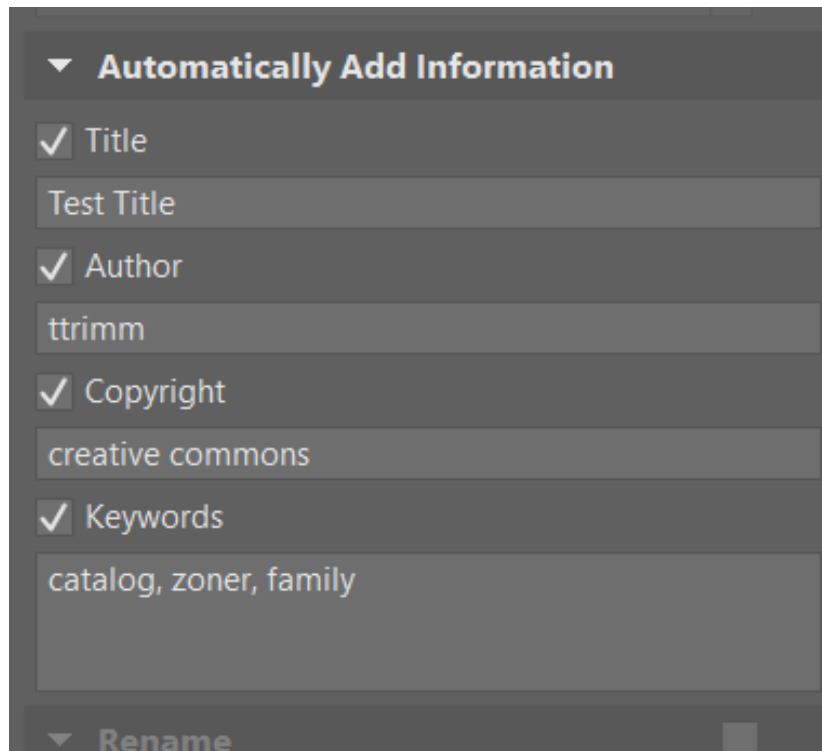 Automatically Add Information
Title
Test Title
Author
ttrimm
Copyright
creative commons
Keywords
catalog, zoner, family
Rename